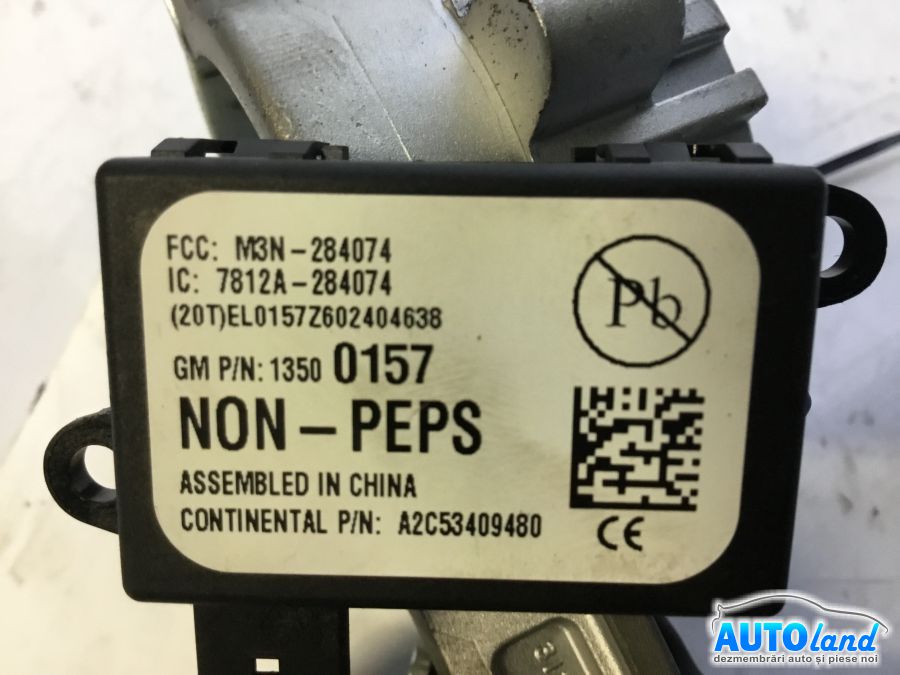 FCC: M3N-284074
IC: 7812A-284074
(20T)EL0157Z602404638
GM P/N: 1350 0157
NON-PEPS
ASSEMBLED IN CHINA
CONTINENTAL P/N: A2C53409480
Pb
CE
AUTOland
dezmembrări auto și piese noi